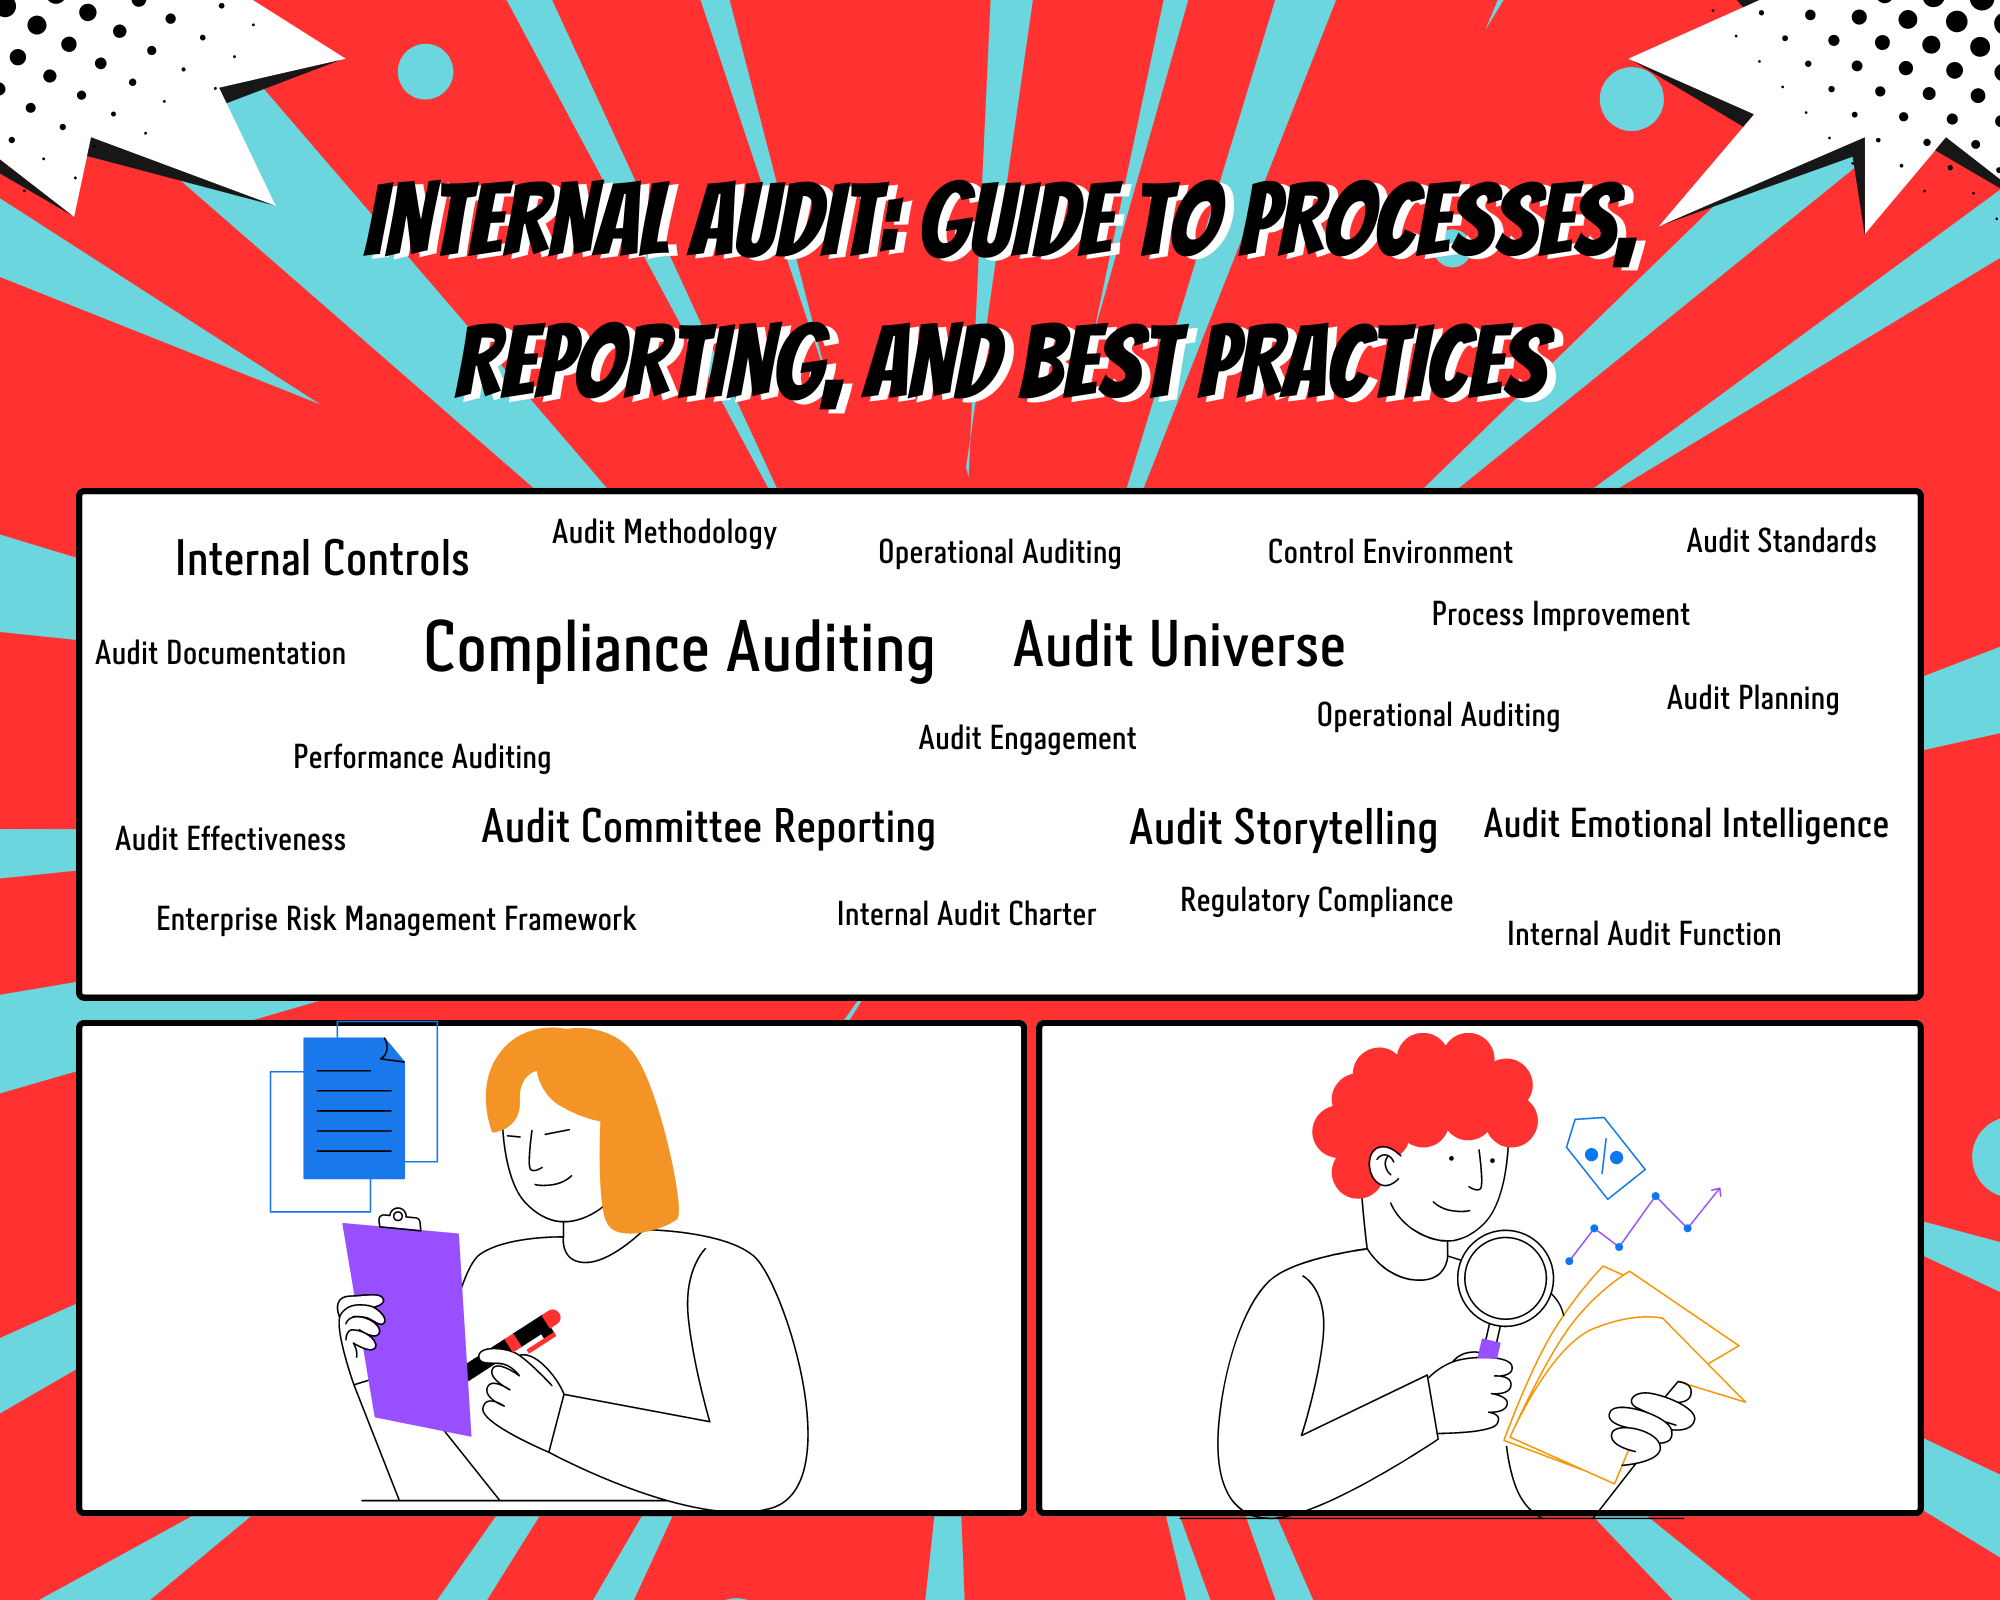 INTERNAL AUDIT: GUIDE TO PROCESSES,
REPORTING, AND BEST PRACTICES
Internal Controls
Audit Methodology
Operational Auditing
Control Environment
Audit Standards
Audit Documentation
Compliance Auditing
Audit Universe
Process Improvement
Performance Auditing
Audit Engagement
Operational Auditing
Audit Planning
Audit Effectiveness
Audit Committee Reporting
Audit Storytelling
Audit Emotional Intelligence
Enterprise Risk Management Framework
Internal Audit Charter
Regulatory Compliance
Internal Audit Function
%